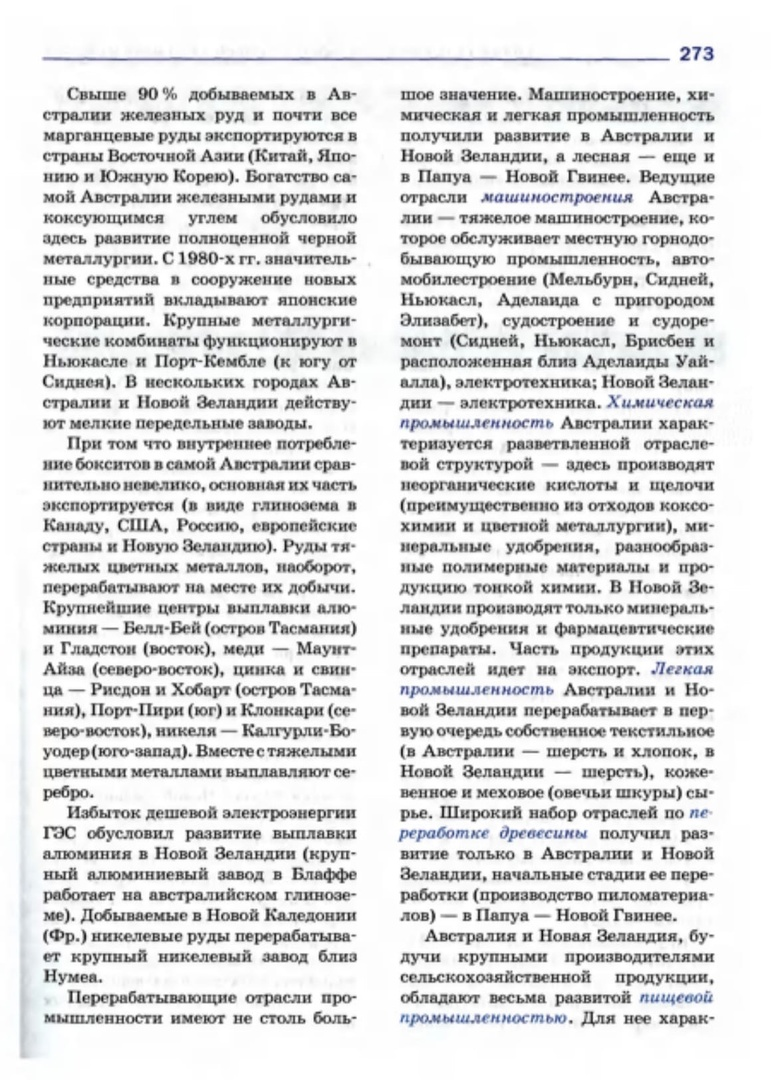 273
Свыше 90 % добываемых в Ав-
стралии железных руд и почти все
марганцевые руды экспортируются в
страны Восточной Азии (Китай, Япо-
нию и Южную Корею). Богатство са-
мой Австралии железными рудами и
коксующимся углем обусловило
здесь развитие полноценной черной
металлургии. С 1980-х гг. значитель-
ные средства в сооружение новых
предприятий вкладывают японские
корпорации. Крупные металлурги-
ческие комбинаты функционируют в
Ньюкасле и Порт-Кембле (к югу от
Сиднея). В нескольких городах Ав-
стралии и Новой Зеландии действу-
ют мелкие передельные заводы.
При том что внутреннее потребле-
ние бокситов в самой Австралии срав-
нительно невелико, основная их часть
экспортируется (в виде глинозема в
Канаду, США, Россию, европейские
страны и Новую Зеландию). Руды тя-
желых цветных металлов, наоборот,
перерабатывают на месте их добычи.
Крупнейшие центры выплавки алю-
миния — Белл-Бей (остров Тасмания)
и Гладстон (восток), меди — Маунт-
Айза (северо-восток), цинка и свин-
ца — Рисдон и Хобарт (остров Тасма-
ния), Порт-Пири (юг) и Клонкари (се-
веро-восток), никеля — Калгурли-Бо-
уодер (юго-запад). Вместе с тяжелыми
цветными металлами выплавляют се-
ребро.
Избыток дешевой электроэнергии
ГЭС обусловил развитие выплавки
алюминия в Новой Зеландии (круп-
ный алюминиевый завод в Блаффе
работает на австралийском глинозе-
ме). Добываемые в Новой Каледонии
(Фр.) никелевые руды перерабатыва-
ет крупный никелевый завод близ
Нумеа.
Перерабатывающие отрасли про-
мышленности имеют не столь боль-
шое значение. Машиностроение, хи-
мическая и легкая промышленность
получили развитие в Австралии и
Новой Зеландии, а лесная — еще и
в Папуа — Новой Гвинее. Ведущие
отрасли машиностроения Австра-
лии — тяжелое машиностроение, ко-
торое обслуживает местную горнодо-
бывающую промышленность, авто-
мобилестроение (Мельбурн, Сидней,
Ньюкасл, Аделаида с пригородом
Элизабет), судостроение и судоре-
монт (Сидней, Ньюкасл, Брисбен и
расположенная близ Аделаиды Уай-
алла), электротехника; Новой Зелан-
дии — электротехника. Химическая
промышленность Австралии харак-
теризуется разветвленной отрасле-
вой структурой — здесь производят
неорганические кислоты и щелочи
(преимущественно из отходов коксо-
химии и цветной металлургии), ми-
неральные удобрения, разнообраз-
ные полимерные материалы и про-
дукцию тонкой химии. В Новой Зе-
ландии производят только минераль-
ные удобрения и фармацевтические
препараты. Часть продукции этих
отраслей идет на экспорт. Легкая
промышленность Австралии и Но-
вой Зеландии перерабатывает в пер-
вую очередь собственное текстильное
(в Австралии — шерсть и хлопок, в
Новой Зеландии — шерсть), коже-
венное и меховое (овечьи шкуры) сы-
рье. Широкий набор отраслей по пе-
реработке древесины получил раз-
витие только в Австралии и Новой
Зеландии, начальные стадии ее пере-
работки (производство пиломатериа-
лов) — в Папуа — Новой Гвинее.
Австралия и Новая Зеландия, бу-
дучи крупными производителями
сельскохозяйственной продукции,
обладают весьма развитой пищевой
промышленностью. Для нее харак-